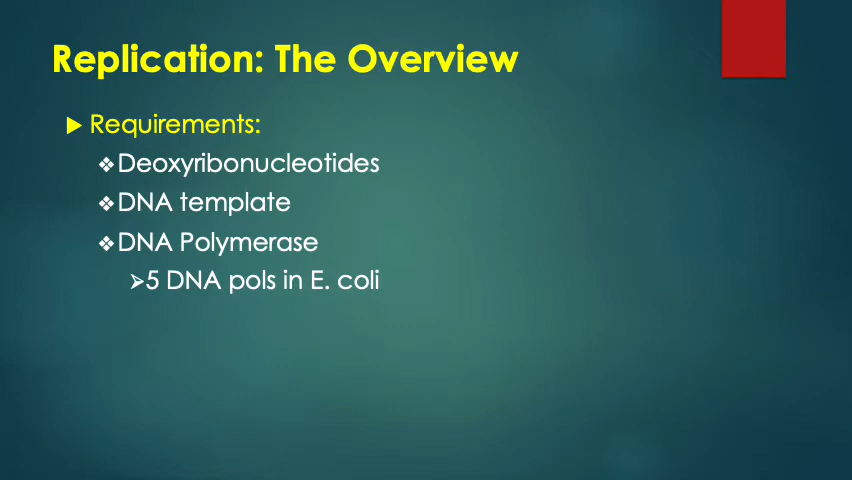 Replication: The Overview
Requirements:
Deoxyribonucleotides
DNA template
DNA Polymerase
5 DNA pols in E. coli